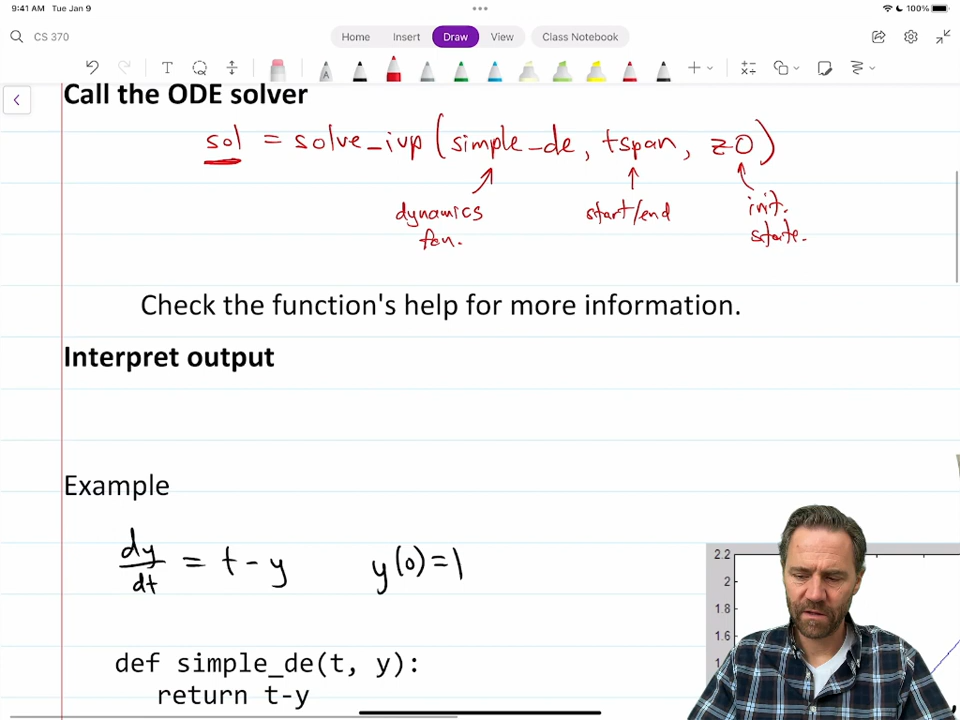 9:41 AM Tue Jan 9
100%
CS 370
Home Insert Draw View Class Notebook
Call the ODE solver
sol = solve_ivp(simple_de, tspan, z0)
dynamics
fcn.
start/end
init.
state.
Check the function's help for more information.
Interpret output
Example
dy/dt = t - y y(0)=1
def simple_de(t, y):
return t-y
2.2
2
1.8
1.6